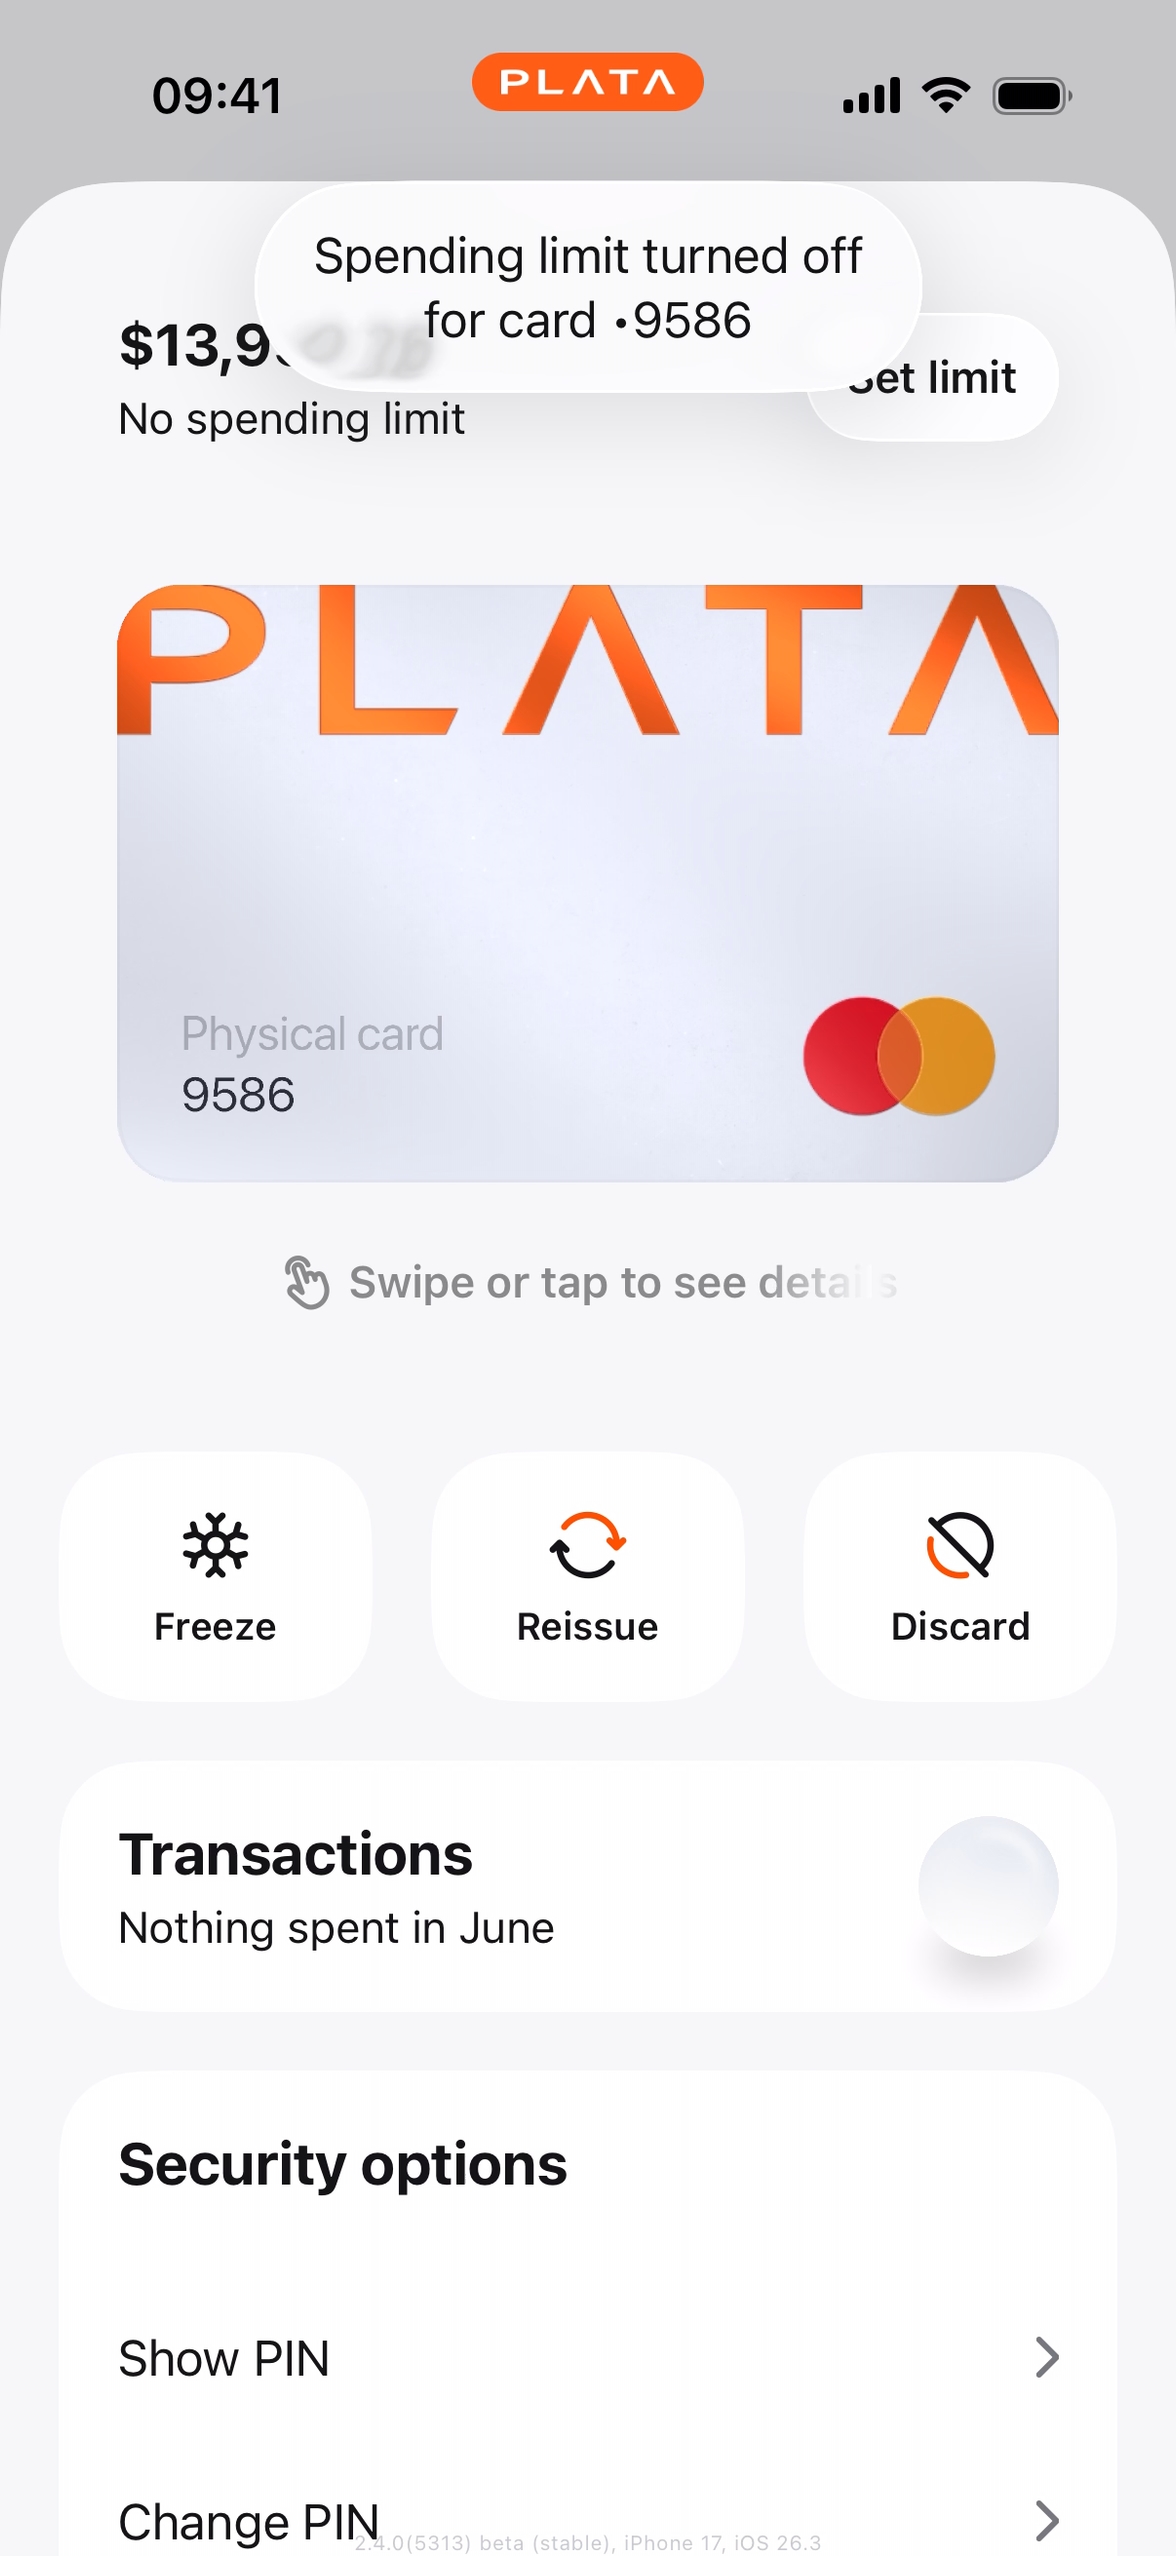 09:41
PLATA
Spending limit turned off
for card •9586
No spending limit
Set limit
PLATA
Physical card
9586
Swipe or tap to see details
Freeze
Reissue
Discard
Transactions
Nothing spent in June
Security options
Show PIN
Change PIN
2.4.0(5313) beta (stable), iPhone 17, iOS 26.3